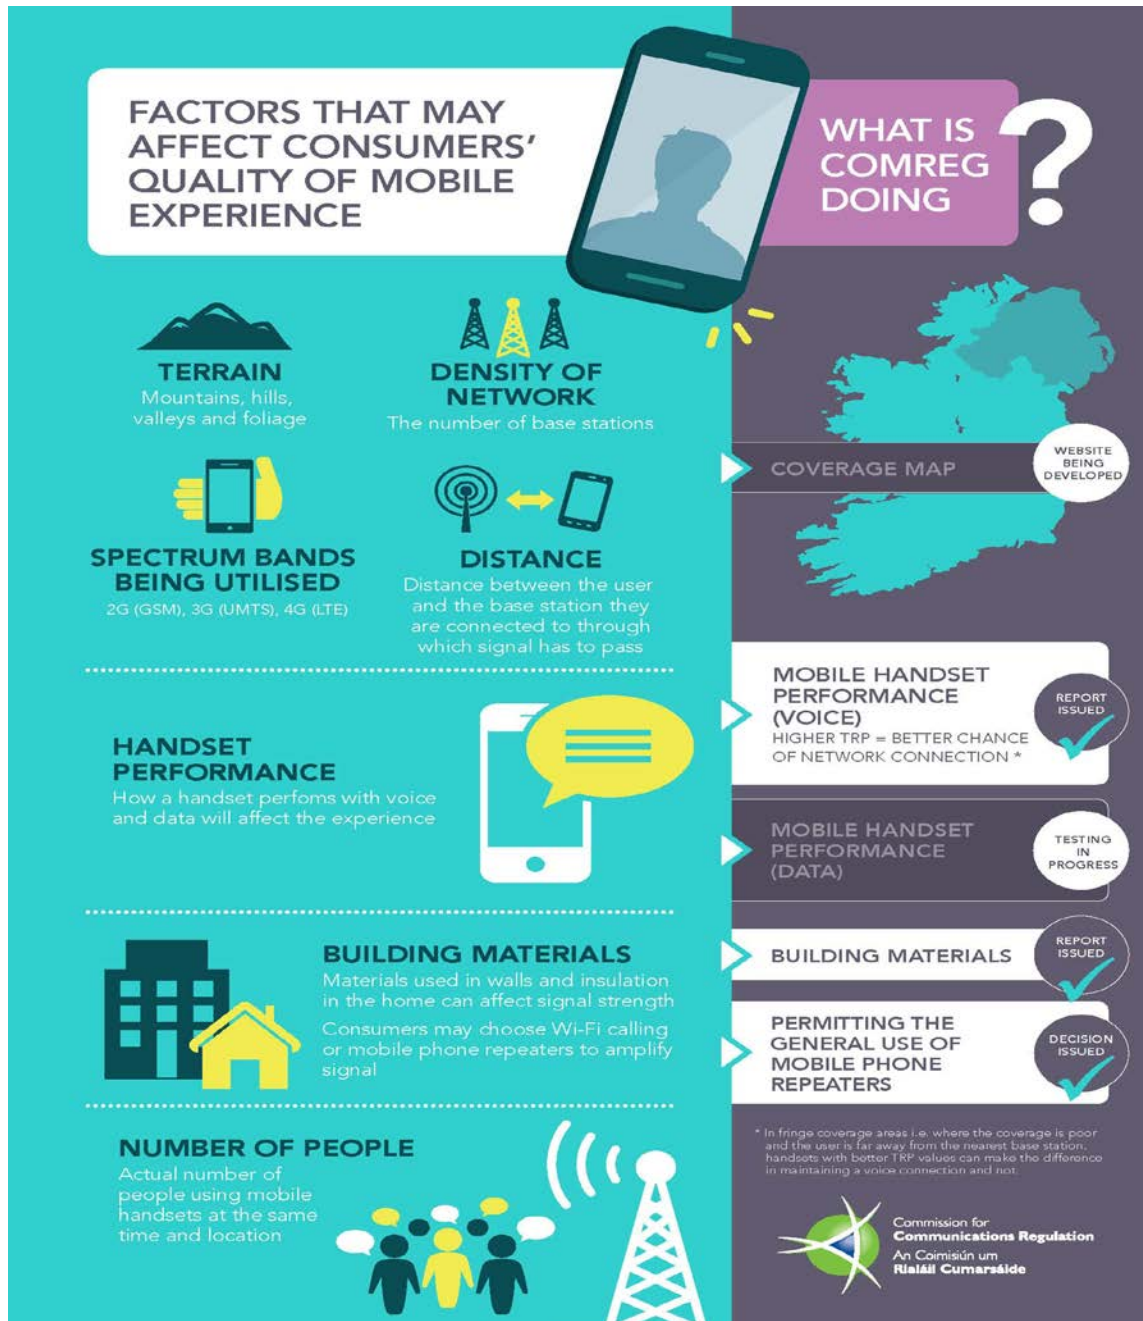 FACTORS THAT MAY
AFFECT CONSUMERS'
QUALITY OF MOBILE
EXPERIENCE
WHAT IS
COMREG
DOING
?
TERRAIN
Mountains, hills,
valleys and foliage
DENSITY OF
NETWORK
The number of base stations
SPECTRUM BANDS
BEING UTILISED
2G (GSM), 3G (UMTS), 4G (LTE)
DISTANCE
Distance between the user
and the base station they
are connected to through
which signal has to pass
COVERAGE MAP
WEBSITE
BEING
DEVELOPED
HANDSET
PERFORMANCE
How a handset perfoms with voice
and data will affect the experience
MOBILE HANDSET
PERFORMANCE
(VOICE)
HIGHER TRP = BETTER CHANCE
OF NETWORK CONNECTION *
REPORT
ISSUED
MOBILE HANDSET
PERFORMANCE
(DATA)
TESTING
IN
PROGRESS
BUILDING MATERIALS
Materials used in walls and insulation
in the home can affect signal strength
Consumers may choose Wi-Fi calling
or mobile phone repeaters to amplify
signal
BUILDING MATERIALS
REPORT
ISSUED
PERMITTING THE
GENERAL USE OF
MOBILE PHONE
REPEATERS
DECISION
ISSUED
NUMBER OF PEOPLE
Actual number of
people using mobile
handsets at the same
time and location
* In fringe coverage areas i.e. where the coverage is poor
and the user is far away from the nearest base station,
handsets with better TRP values can make the difference
in maintaining a voice connection and not.
Commission for
Communications Regulation
An Coimisiún um
Rialáil Cumarsáide